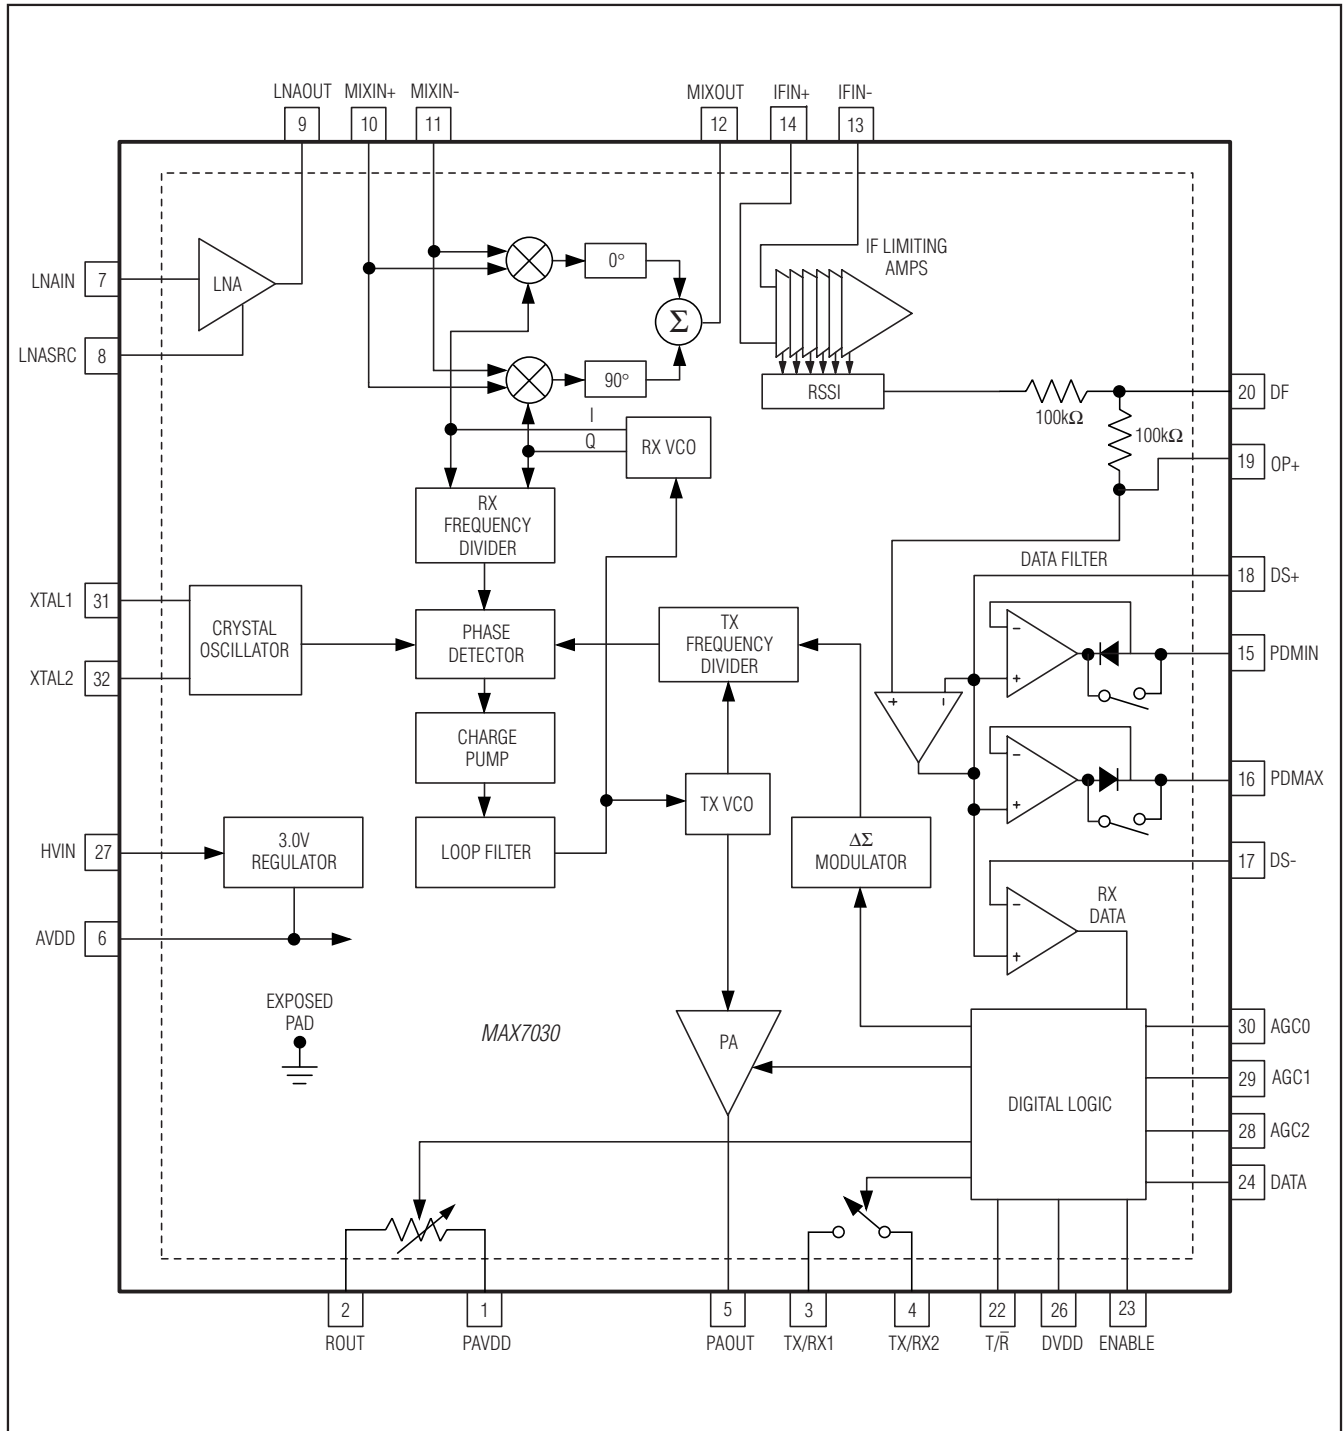 LNAOUT MIXIN+ MIXIN- MIXOUT IFIN+ IFIN-
9 10 11 12 14 13
IF LIMITING
AMPS
LNAIN 7
LNA
0°
Σ
LNASRC 8
90°
RSSI
20 DF
100kΩ
100kΩ
I
Q
RX VCO
19 OP+
RX
FREQUENCY
DIVIDER
DATA FILTER
18 DS+
XTAL1 31
XTAL2 32
CRYSTAL
OSCILLATOR
PHASE
DETECTOR
TX
FREQUENCY
DIVIDER
−
+
15 PDMIN
+ −
CHARGE
PUMP
−
+
16 PDMAX
TX VCO
HVIN 27
3.0V
REGULATOR
LOOP FILTER
ΔΣ
MODULATOR
17 DS-
−
+
RX
DATA
AVDD 6
EXPOSED
PAD
MAX7030
PA
DIGITAL LOGIC
30 AGC0
29 AGC1
28 AGC2
24 DATA
2 1 5 3 4 22 26 23
ROUT PAVDD PAOUT TX/RX1 TX/RX2 T/R̅ DVDD ENABLE